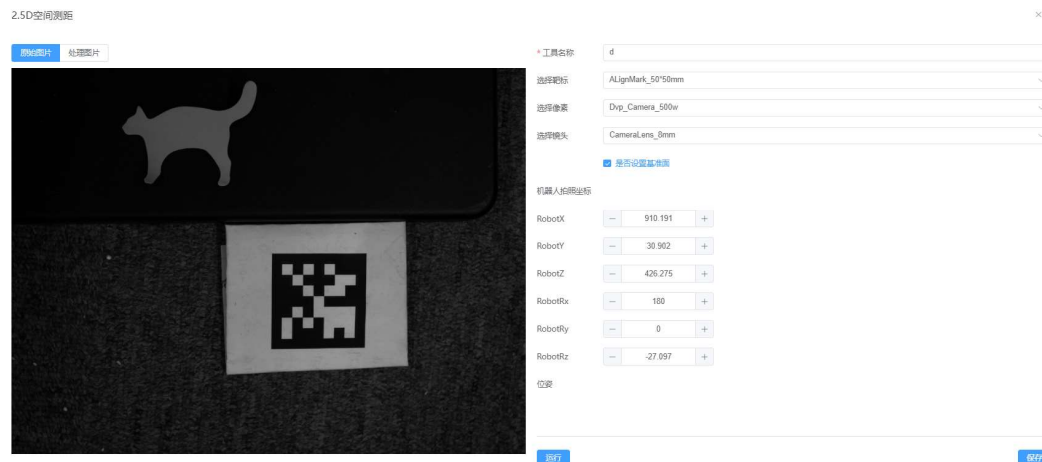 2.5D空间测距
原始图片 处理图片
* 工具名称 d
选择靶标 ALignMark_50*50mm
选择像素 Dvp_Camera_500w
选择镜头 CameraLens_8mm
是否设置基准面
机器人拍照坐标
RobotX 910.191
RobotY 30.902
RobotZ 426.275
RobotRx 180
RobotRy 0
RobotRz -27.097
位姿
运行 保存